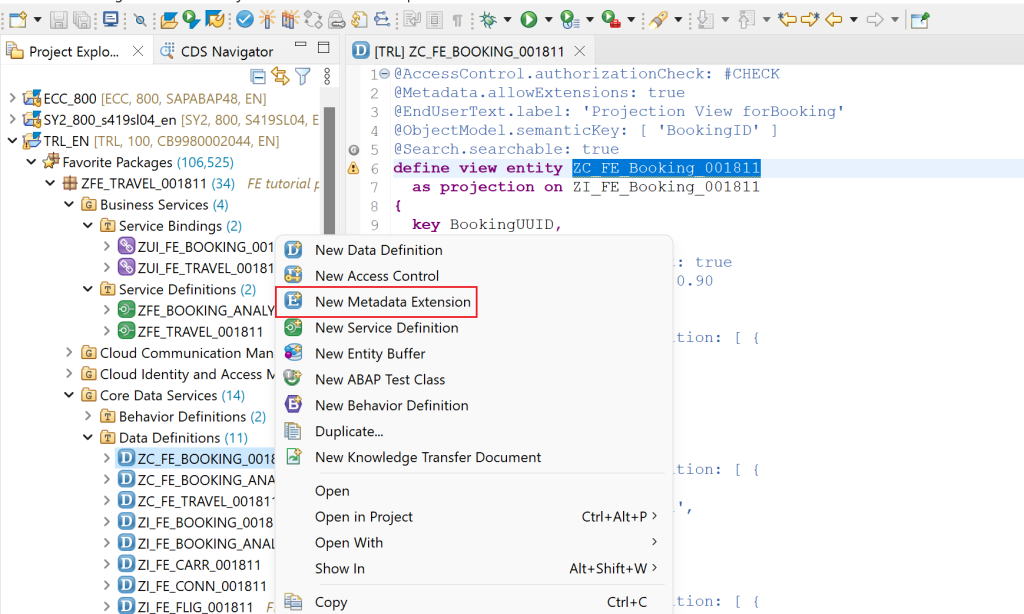 Project Explo...
CDS Navigator
ECC_800 [ECC, 800, SAPABAP48, EN]
SY2_800_s419sl04_en [SY2, 800, S419SL04, E
TRL_EN [TRL, 100, CB9980002044, EN]
Favorite Packages (106,525)
ZFE_TRAVEL_001811 (34) FE tutorial p
Business Services (4)
Service Bindings (2)
ZUI_FE_BOOKING_001
ZUI_FE_TRAVEL_00181
Service Definitions (2)
ZFE_BOOKING_ANALY
ZFE_TRAVEL_001811
Cloud Communication Man
Cloud Identity and Access M
Core Data Services (14)
Behavior Definitions (2)
Data Definitions (11)
ZC_FE_BOOKING_0018
ZC_FE_BOOKING_ANA
ZC_FE_TRAVEL_001811
ZI_FE_BOOKING_0018
ZI_FE_BOOKING_ANAL
ZI_FE_CARR_001811
ZI_FE_CONN_001811
ZI_FE_FLIG_001811 F
[TRL] ZC_FE_BOOKING_001811
1 @AccessControl.authorizationCheck: #CHECK
2 @Metadata.allowExtensions: true
3 @EndUserText.label: 'Projection View forBooking'
4 @ObjectModel.semanticKey: [ 'BookingID' ]
5 @Search.searchable: true
6 define view entity ZC_FE_Booking_001811
7 as projection on ZI_FE_Booking_001811
8 {
9 key BookingUUID,
: true
0.90
tion: [ {
tion: [ {
',
tion: [ {
New Data Definition
New Access Control
New Metadata Extension
New Service Definition
New Entity Buffer
New ABAP Test Class
New Behavior Definition
Duplicate...
New Knowledge Transfer Document
Open
Open in Project Ctrl+Alt+P
Open With
Show In Alt+Shift+W
Copy Ctrl+C